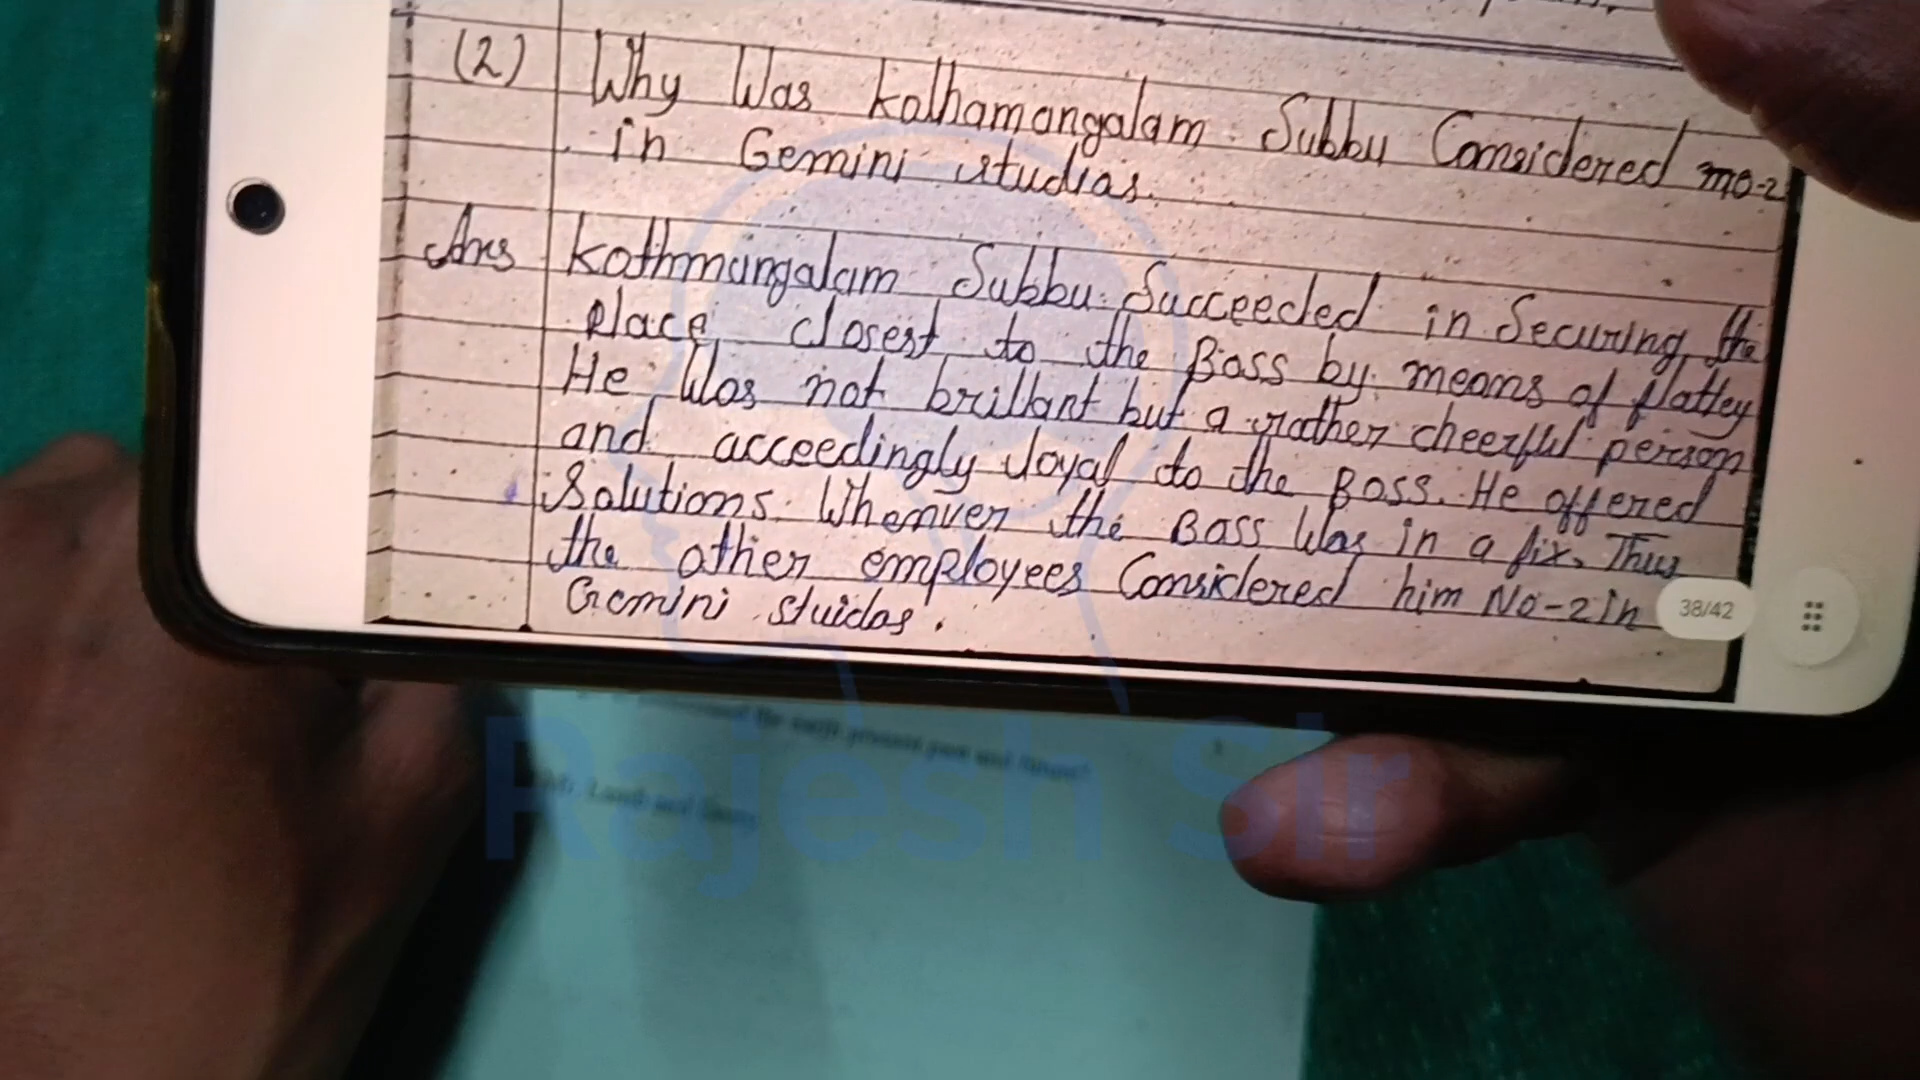 (2) Why Was Kolhamangalam Subbu Considered mo-2
in Gemini studios.
Ans Kothmangalam Subbu Succeeded in Securing the
place closest to the Boss by means of flattey
He Was not brillant but a rather cheerful person
and acceedingly loyal to the Boss. He offered
Solutions Whenver the Boss Was in a fix. Thus
the other employees Considered him No-2 in
Gemini stuidos.
38/42
Rajesh Sir